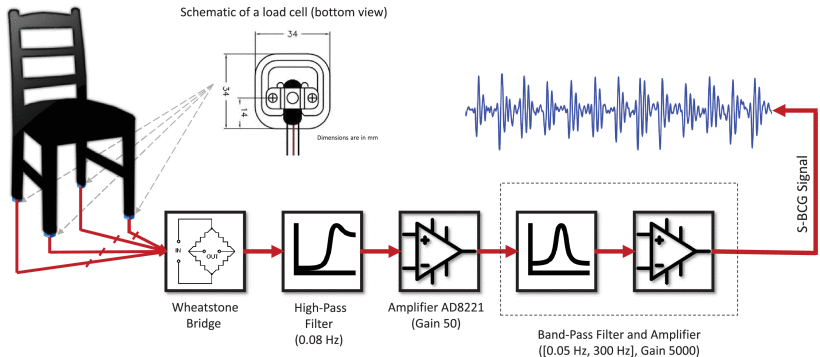 Schematic of a load cell (bottom view)
34
34
14
Dimensions are in mm
S-BCG Signal
IN
OUT
Wheatstone
Bridge
High-Pass
Filter
(0.08 Hz)
Amplifier AD8221
(Gain 50)
Band-Pass Filter and Amplifier
([0.05 Hz, 300 Hz], Gain 5000)